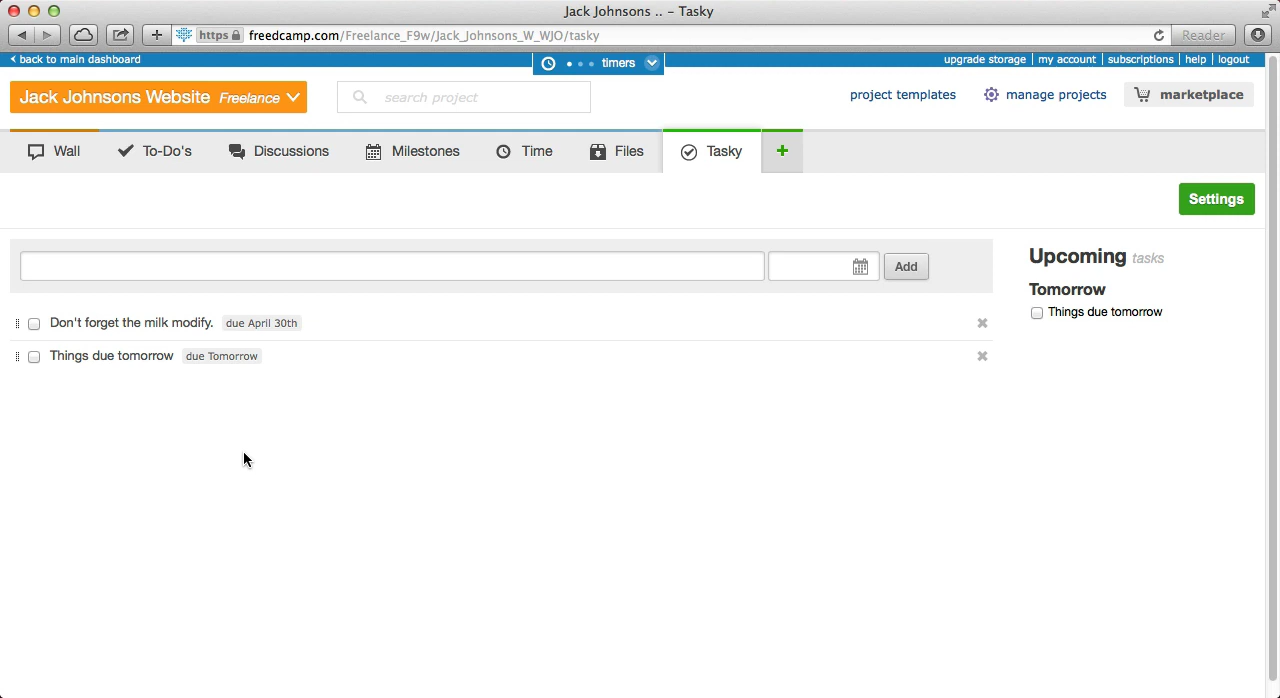 Jack Johnsons .. – Tasky
https freedcamp.com/Freelance_F9w/Jack_Johnsons_W_WJO/tasky Reader
back to main dashboard timers upgrade storage my account subscriptions help logout
Jack Johnsons Website Freelance search project project templates manage projects marketplace
Wall To-Do's Discussions Milestones Time Files Tasky +
Settings
Add
Upcoming tasks
Tomorrow
Things due tomorrow
Don't forget the milk modify. due April 30th
Things due tomorrow due Tomorrow